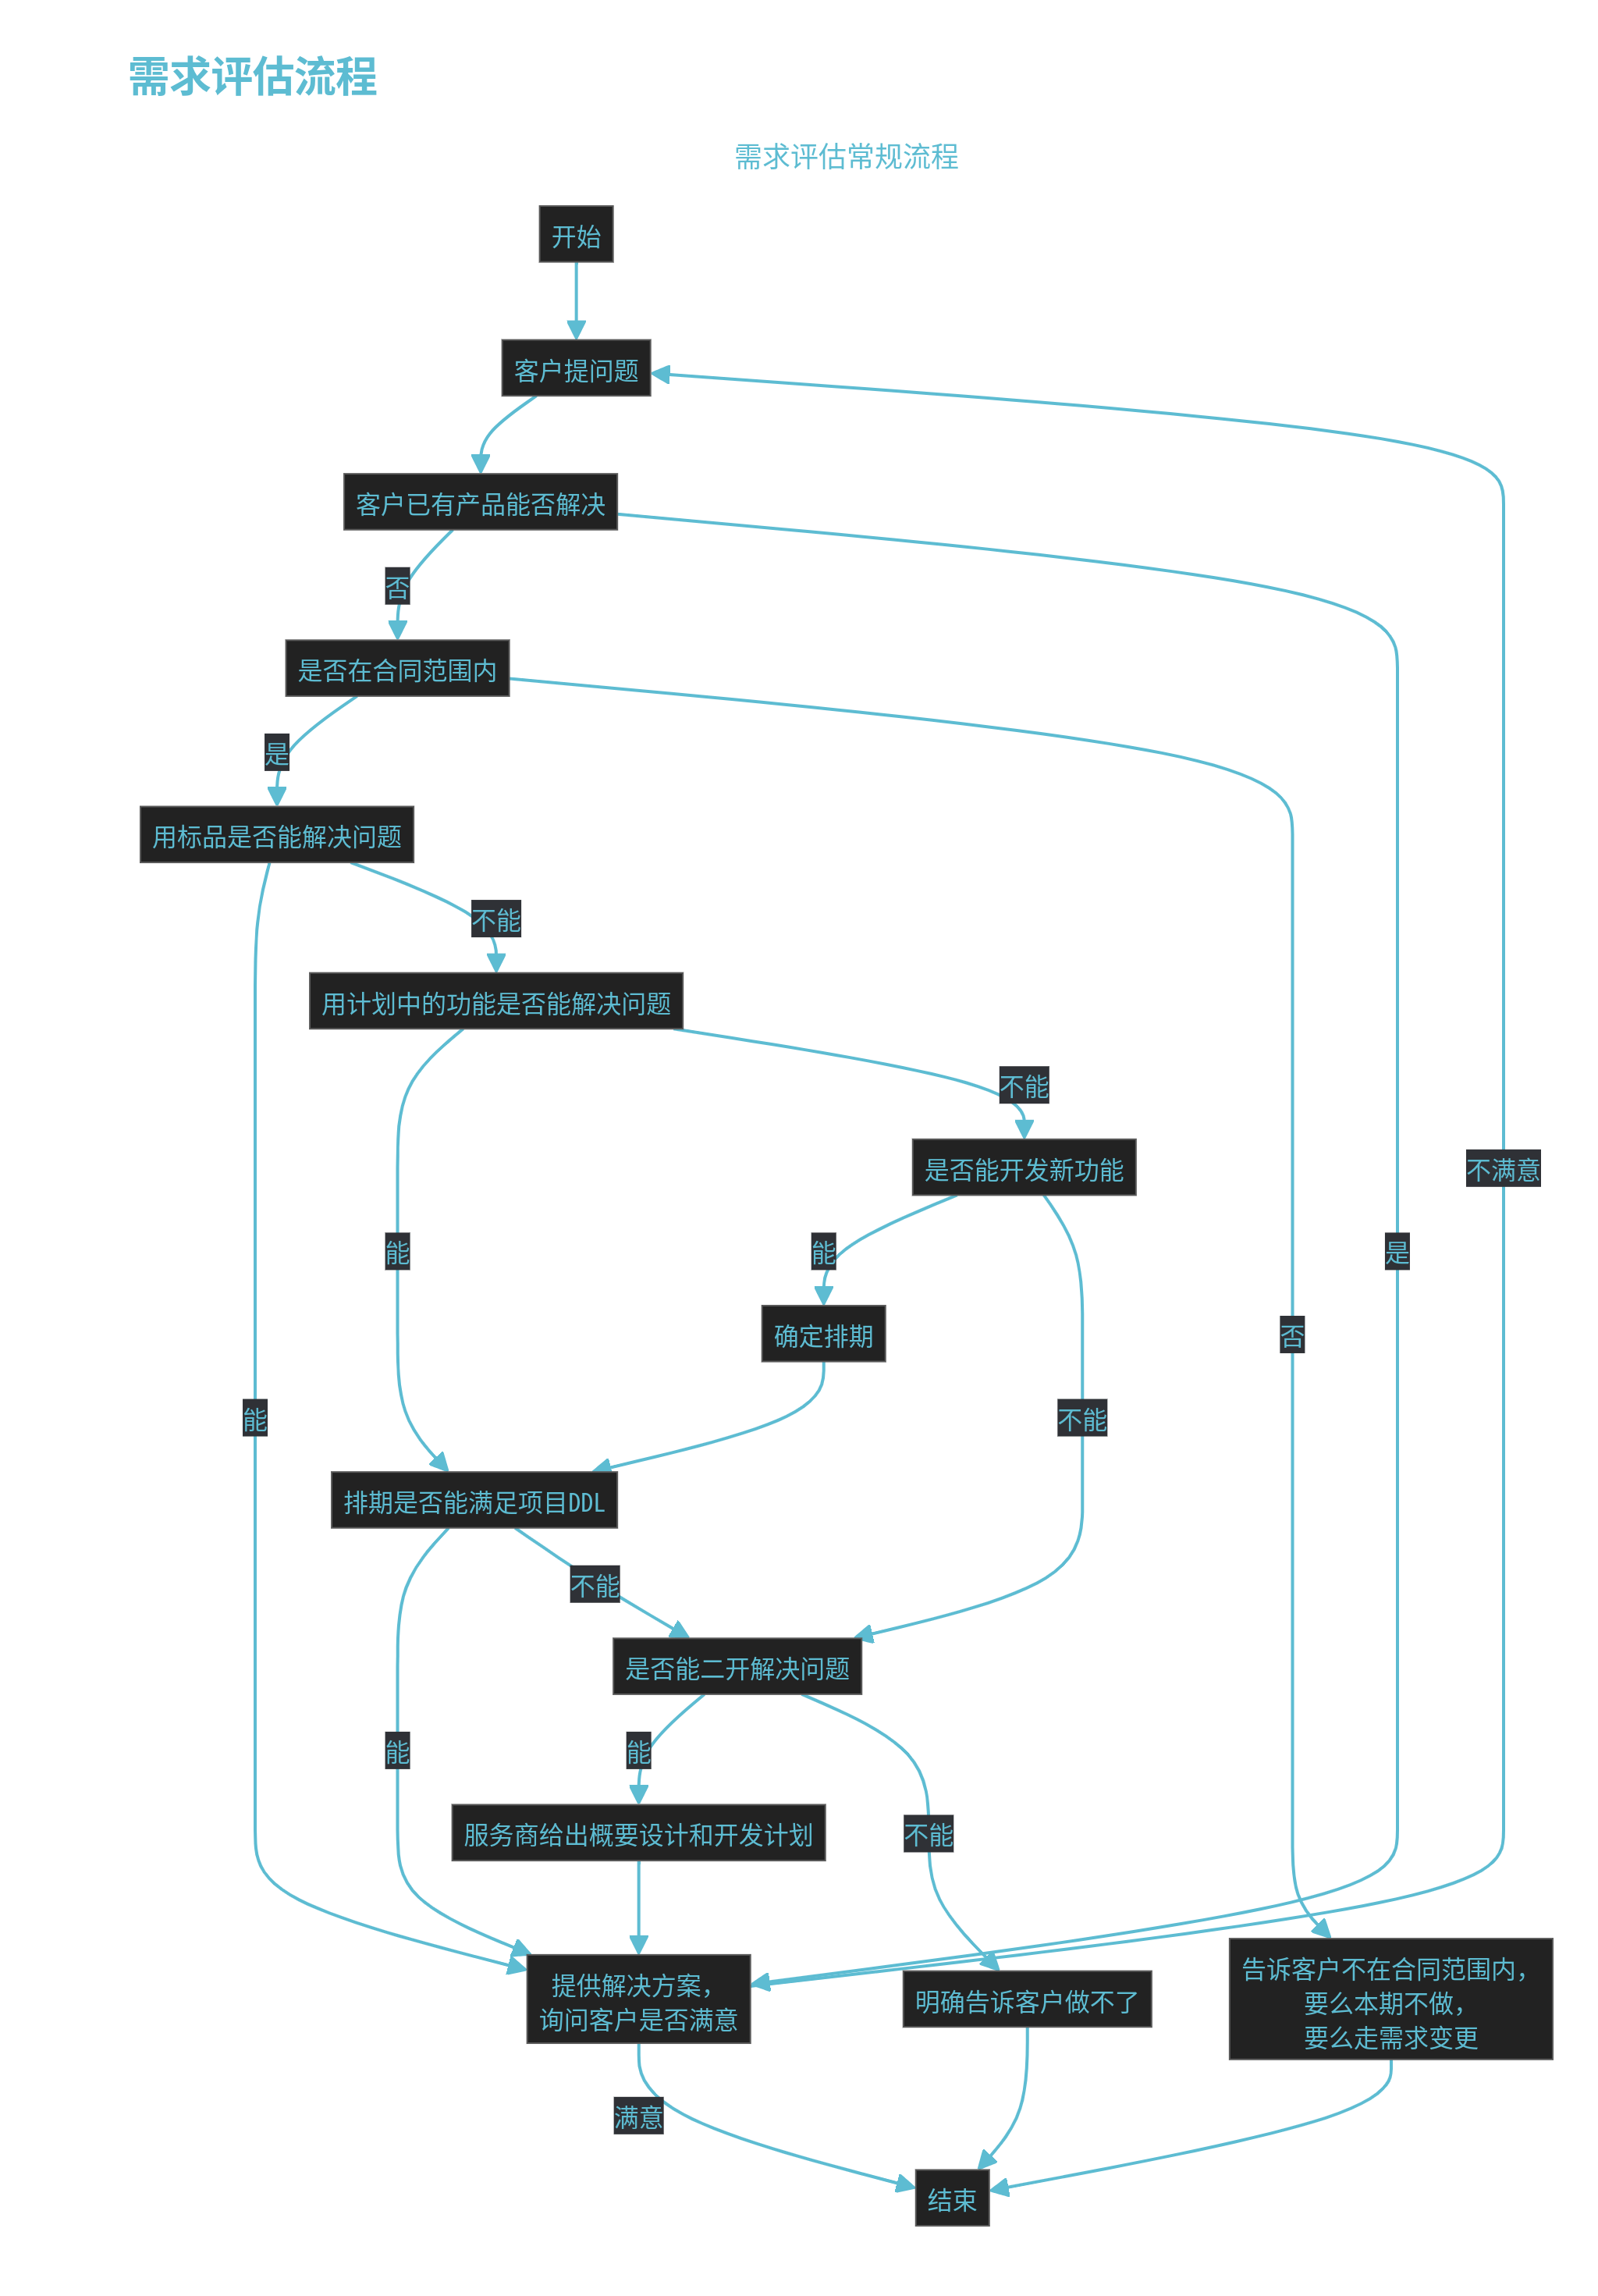 需求评估流程
需求评估常规流程
开始
客户提问题
客户已有产品能否解决
否
是否在合同范围内
是
用标品是否能解决问题
不能
用计划中的功能是否能解决问题
不能
是否能开发新功能
不满意
能
能
是
确定排期
否
能
不能
排期是否能满足项目DDL
不能
是否能二开解决问题
能
能
服务商给出概要设计和开发计划
不能
提供解决方案，
询问客户是否满意
明确告诉客户做不了
告诉客户不在合同范围内，
要么本期不做，
要么走需求变更
满意
结束